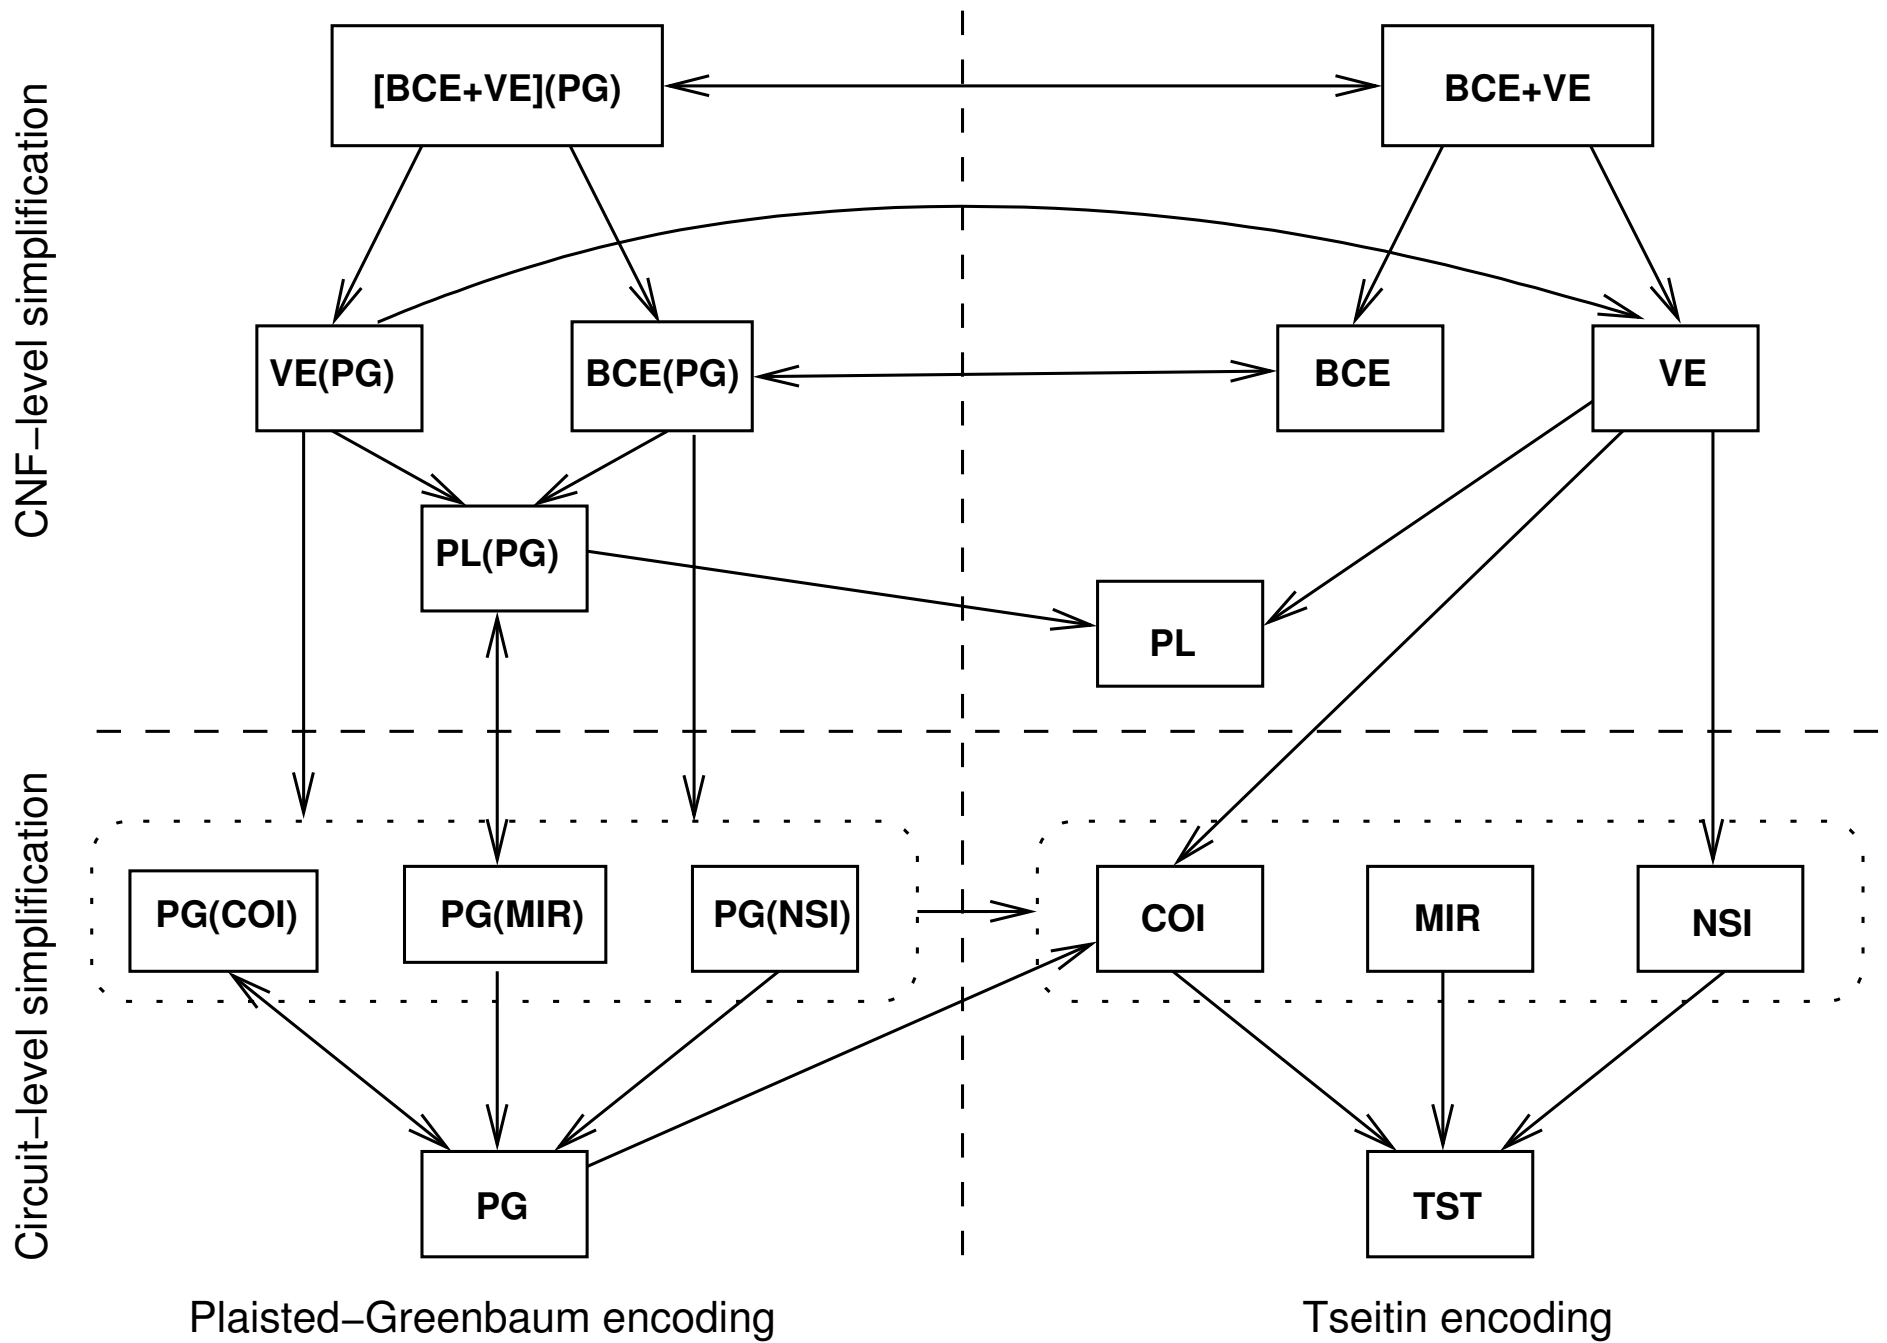 [BCE+VE](PG)
BCE+VE
CNF–level simplification
VE(PG)
BCE(PG)
BCE
VE
PL(PG)
PL
Circuit–level simplification
PG(COI)
PG(MIR)
PG(NSI)
COI
MIR
NSI
PG
TST
Plaisted–Greenbaum encoding
Tseitin encoding